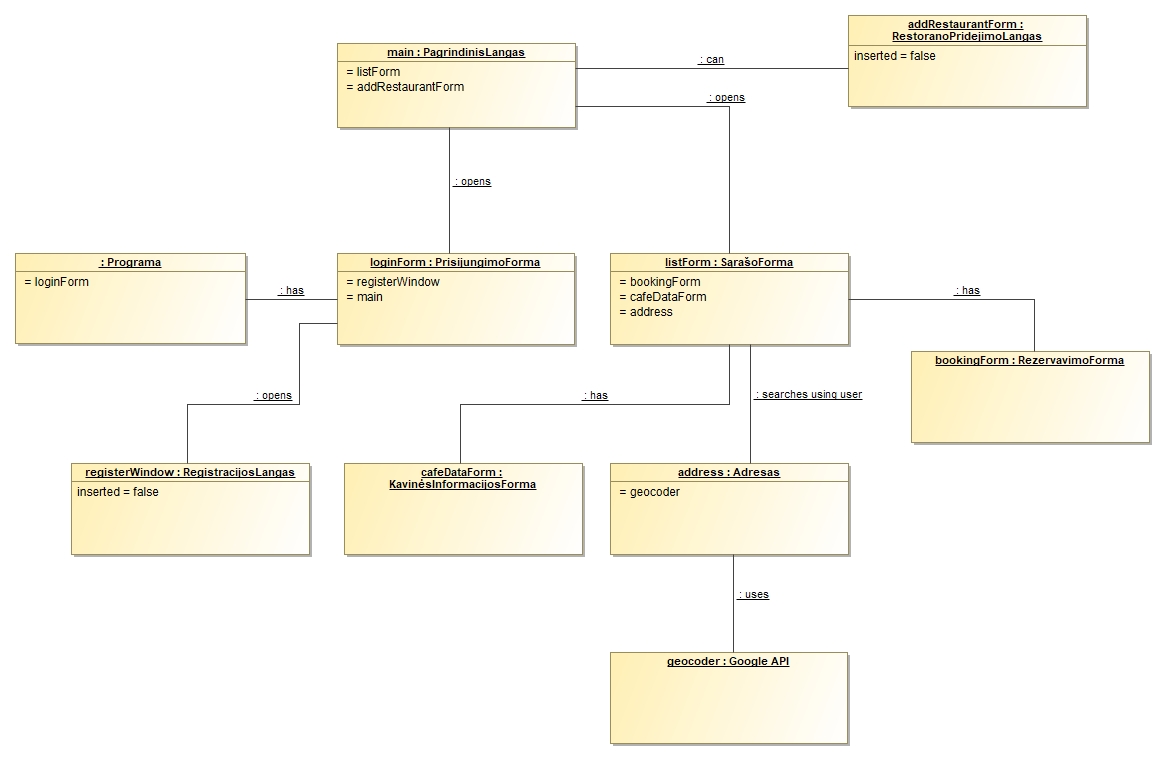 addRestaurantForm :
RestoranoPridėjimoLangas
inserted = false
main : PagrindinisLangas
= listForm
= addRestaurantForm
: can
: opens
: opens
: Programa
= loginForm
: has
loginForm : PrisijungimoForma
= registerWindow
= main
listForm : SąrašoForma
= bookingForm
= cafeDataForm
= address
: has
bookingForm : RezervavimoForma
: opens
: has
: searches using user
registerWindow : RegistracijosLangas
inserted = false
cafeDataForm :
KavinėsInformacijosForma
address : Adresas
= geocoder
: uses
geocoder : Google API